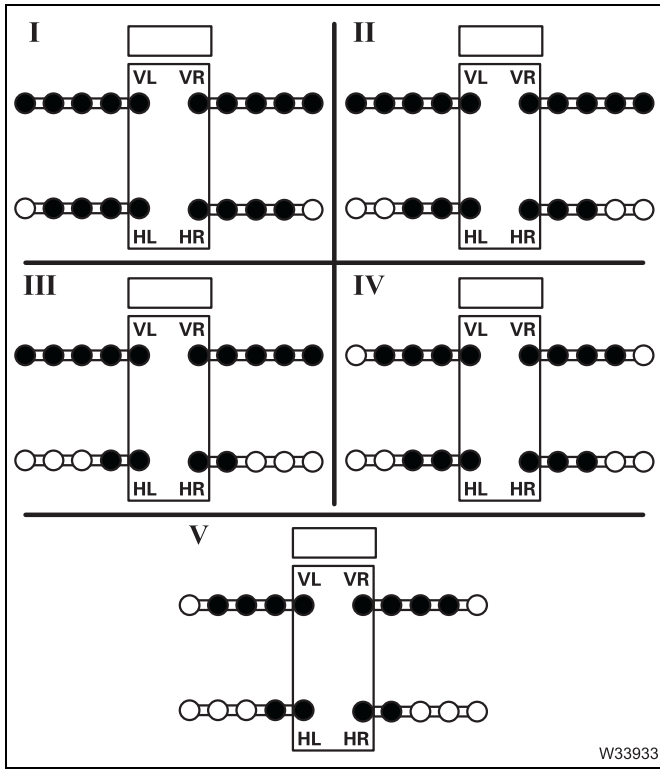 I II
VL VR VL VR
HL HR HL HR
III IV
VL VR VL VR
HL HR HL HR
V
VL VR
HL HR
W33933